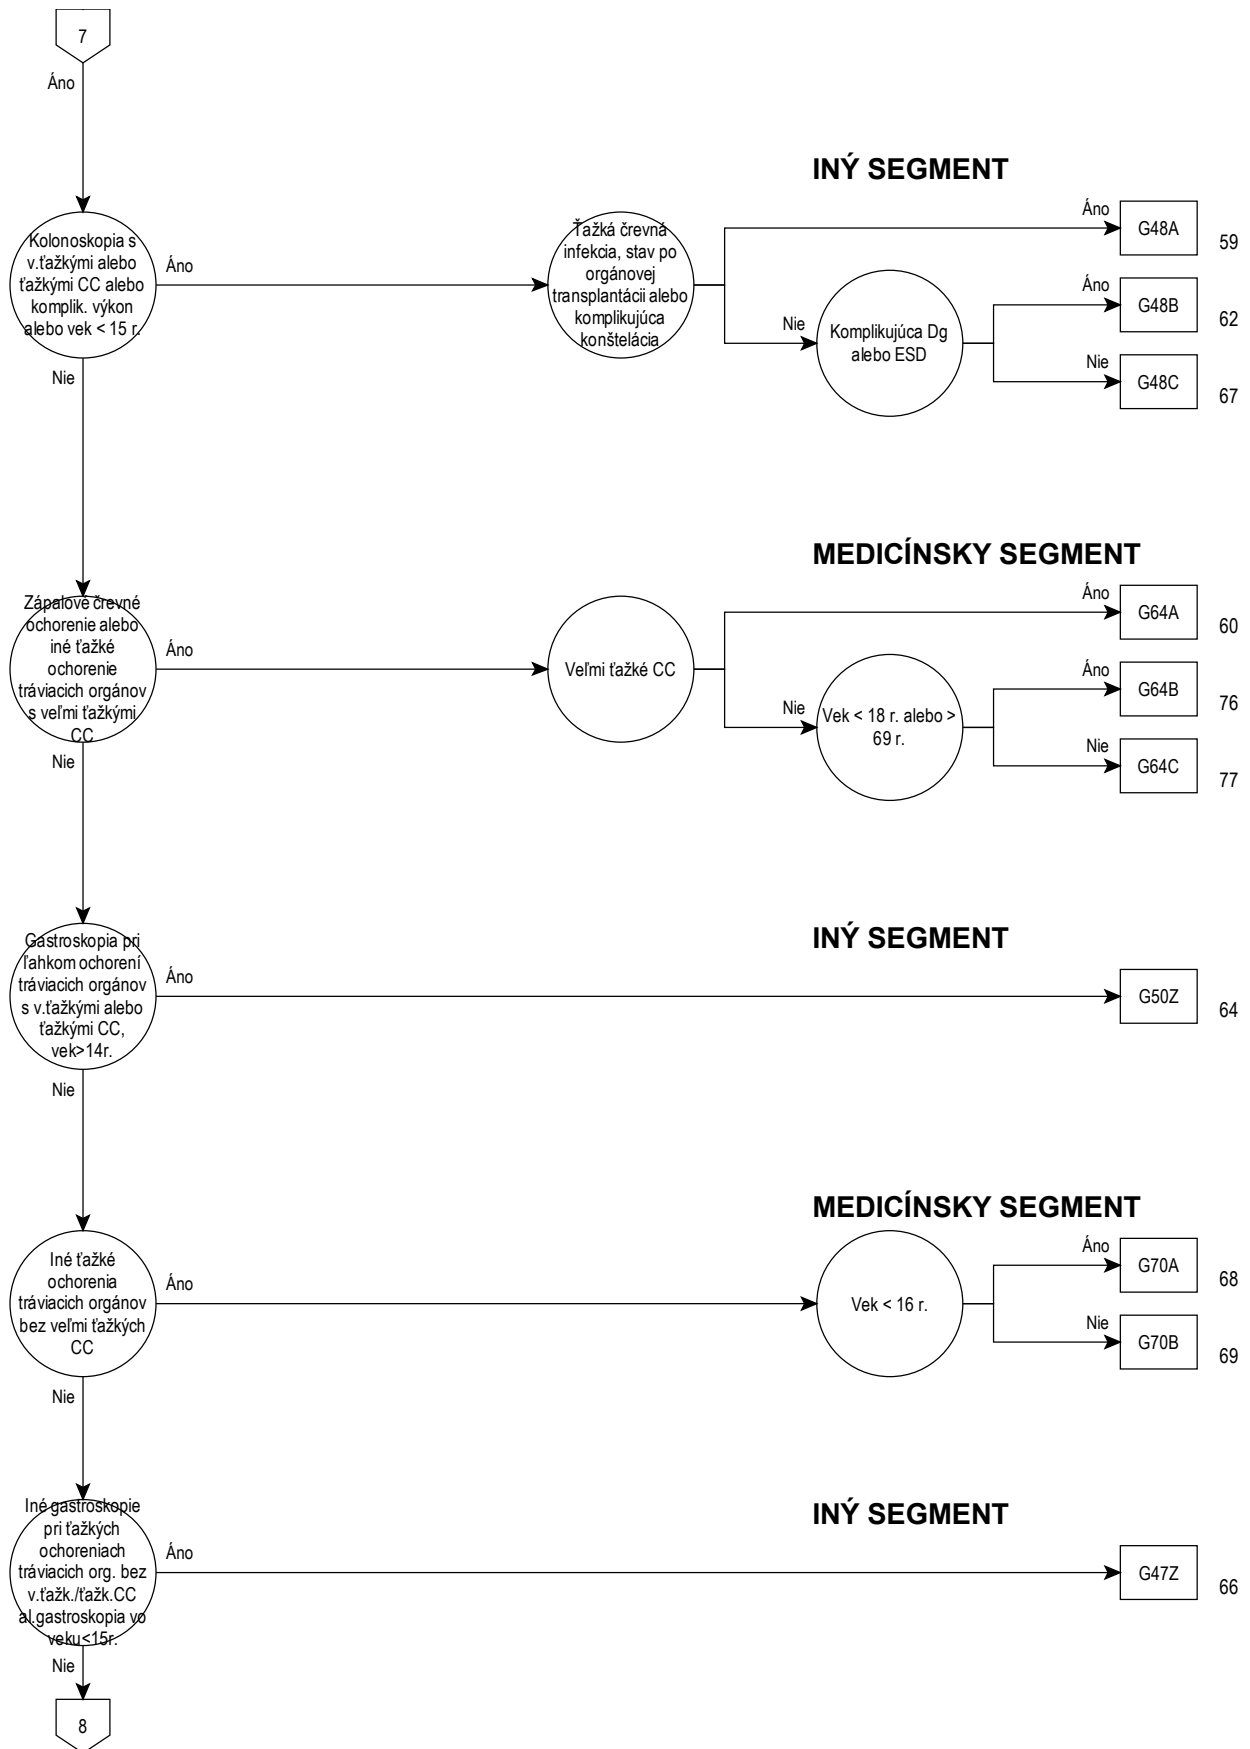 7
Áno
INÝ SEGMENT
Kolonoskopia s
v.ťažkými alebo
ťažkými CC alebo
komplik. výkon
alebo vek < 15 r.
Áno
Ťažká črevná
infekcia, stav po
orgánovej
transplantácii alebo
komplikujúca
konštelácia
Áno
G48A
59
Nie
Komplikujúca Dg
alebo ESD
Áno
G48B
62
Nie
G48C
67
Nie
MEDICÍNSKY SEGMENT
Zápalové črevné
ochorenie alebo
iné ťažké
ochorenie
tráviacich orgánov
s veľmi ťažkými
CC
Áno
Veľmi ťažké CC
Áno
G64A
60
Nie
Vek < 18 r. alebo >
69 r.
Áno
G64B
76
Nie
G64C
77
Nie
INÝ SEGMENT
Gastroskopia pri
ľahkom ochorení
tráviacich orgánov
s v.ťažkými alebo
ťažkými CC,
vek>14r.
Áno
G50Z
64
Nie
MEDICÍNSKY SEGMENT
Iné ťažké
ochorenia
tráviacich orgánov
bez veľmi ťažkých
CC
Áno
Vek < 16 r.
Áno
G70A
68
Nie
G70B
69
Nie
INÝ SEGMENT
Iné gastroskopie
pri ťažkých
ochoreniach
tráviacich org. bez
v.ťažk./ťažk.CC
al.gastroskopia vo
veku<15r.
Áno
G47Z
66
Nie
8